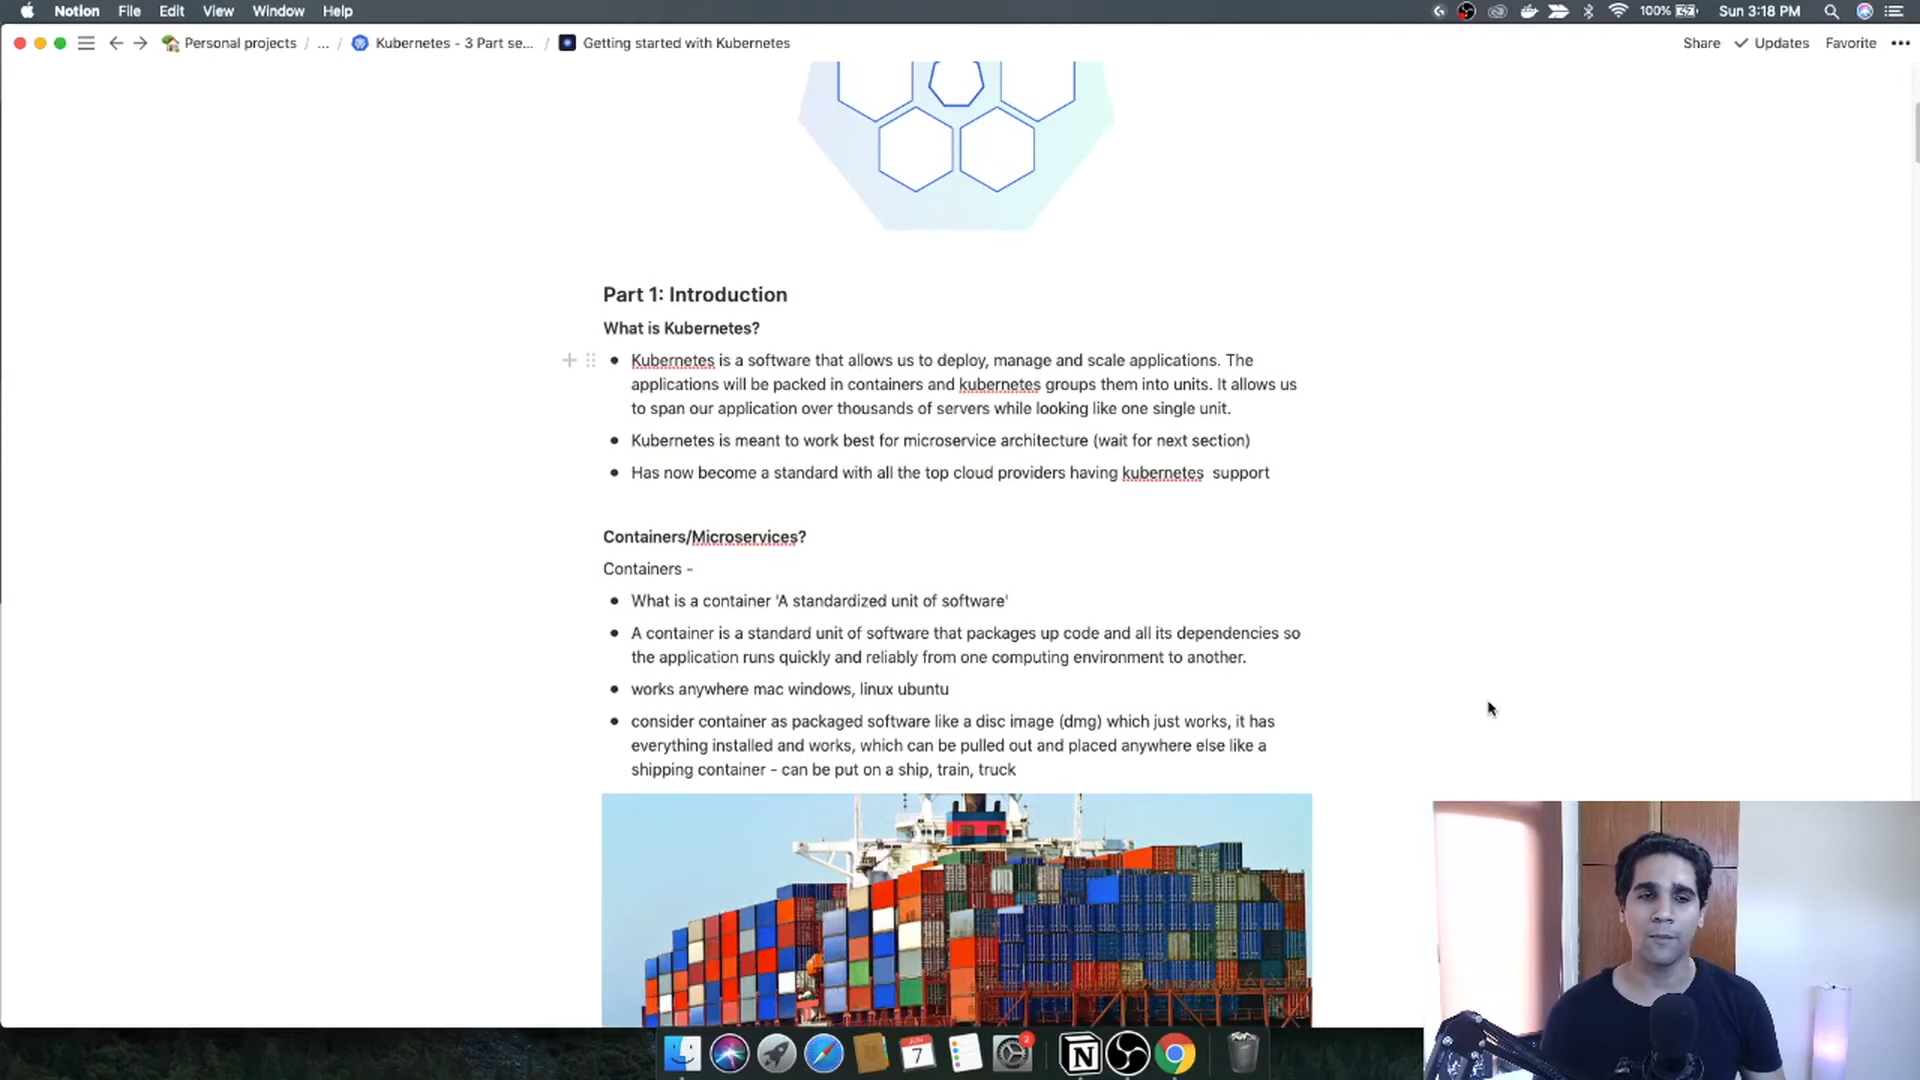 Notion File Edit View Window Help 100% Sun 3:18 PM
Personal projects / ... / Kubernetes - 3 Part se... / Getting started with Kubernetes Share Updates Favorite •••
Part 1: Introduction
What is Kubernetes?
• Kubernetes is a software that allows us to deploy, manage and scale applications. The
applications will be packed in containers and kubernetes groups them into units. It allows us
to span our application over thousands of servers while looking like one single unit.
• Kubernetes is meant to work best for microservice architecture (wait for next section)
• Has now become a standard with all the top cloud providers having kubernetes support
Containers/Microservices?
Containers -
• What is a container 'A standardized unit of software'
• A container is a standard unit of software that packages up code and all its dependencies so
the application runs quickly and reliably from one computing environment to another.
• works anywhere mac windows, linux ubuntu
• consider container as packaged software like a disc image (dmg) which just works, it has
everything installed and works, which can be pulled out and placed anywhere else like a
shipping container - can be put on a ship, train, truck
JUN
7
2
N